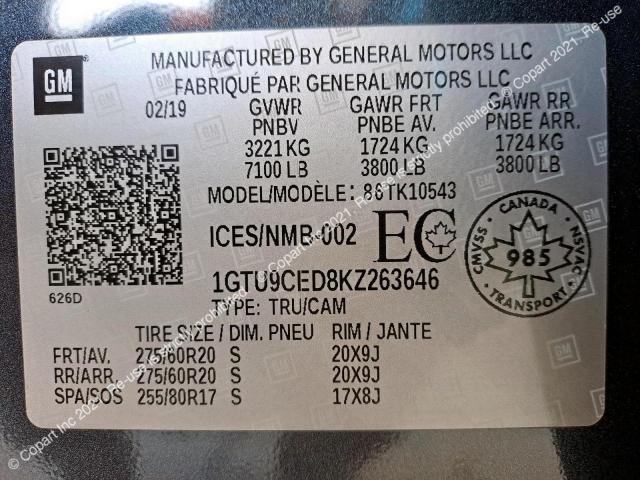 GM
MANUFACTURED BY GENERAL MOTORS LLC
FABRIQUÉ PAR GENERAL MOTORS LLC
02/19 GVWR GAWR FRT GAWR RR
PNBV PNBE AV. PNBE ARR.
3221 KG 1724 KG 1724 KG
7100 LB 3800 LB 3800 LB
MODEL/MODÈLE: 86TK10543
ICES/NMB-002 EC
CANADA
CMVSS 985 NSVAC
TRANSPORT
626D
1GTU9CED8KZ263646
TYPE: TRU/CAM
TIRE SIZE / DIM. PNEU RIM / JANTE
FRT/AV. 275/60R20 S 20X9J
RR/ARR 275/60R20 S 20X9J
SPA/SOS 255/80R17 S 17X8J
© Copart Inc 2021. Re-use is strictly prohibited. © Copart 2021. Re-use